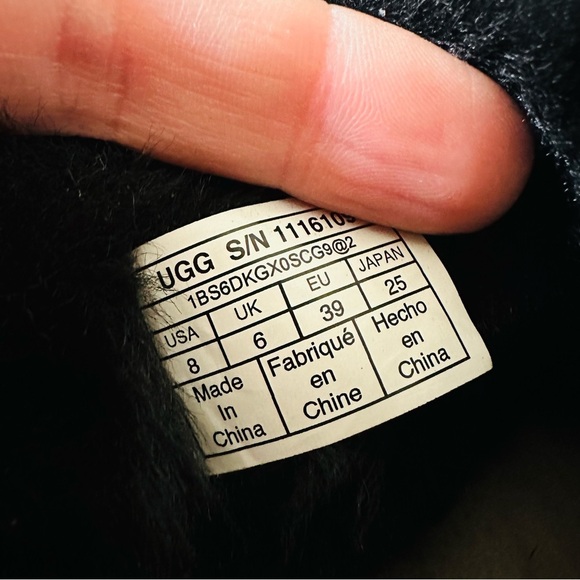 UGG S/N 111610
1BS6DKGX0SCG9@2
USA UK EU JAPAN
8 6 39 25
Made In China
Fabriqué en Chine
Hecho en China